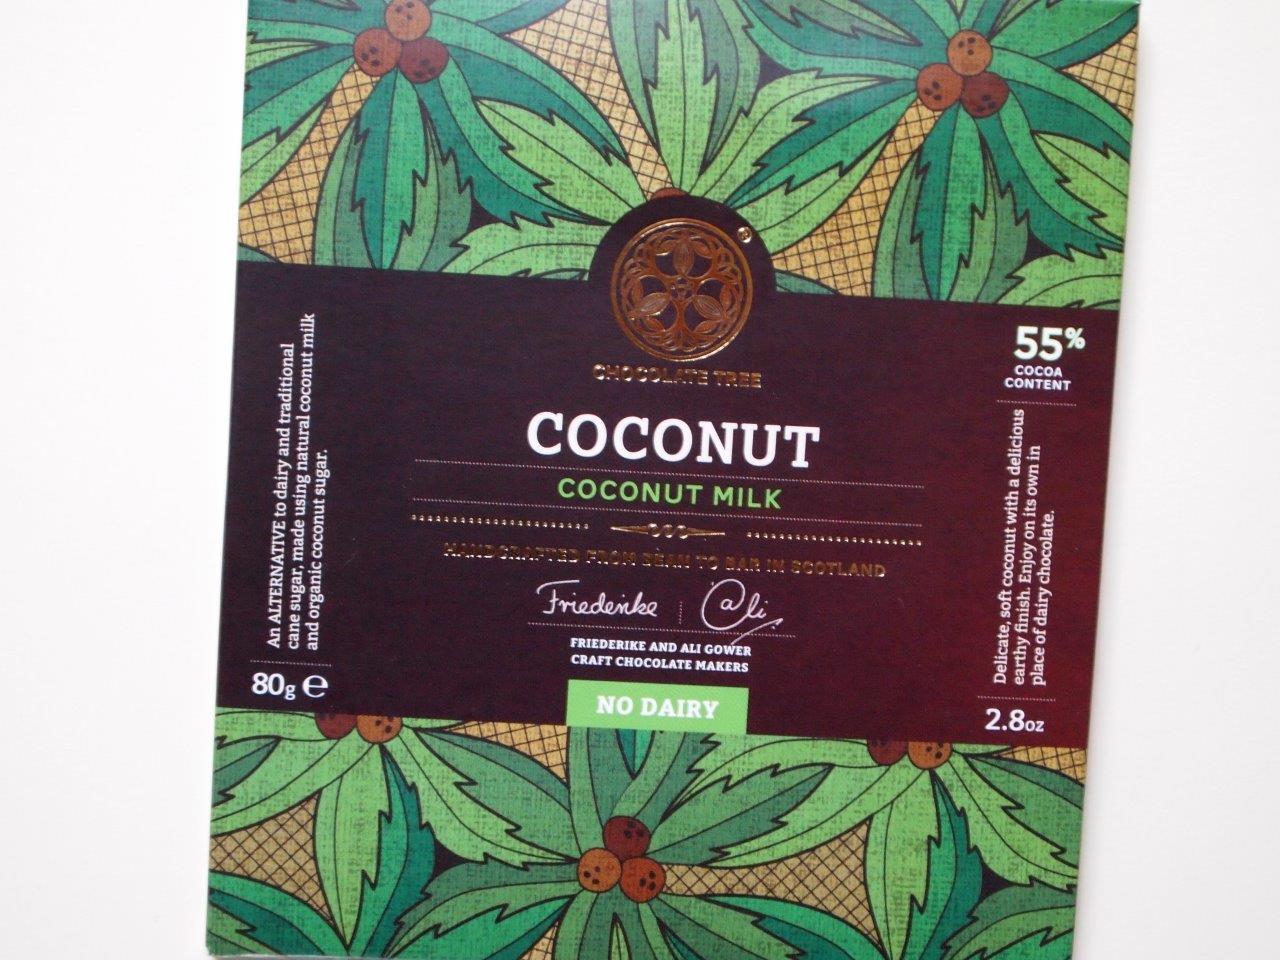 ®
CHOCOLATE TREE
COCONUT
COCONUT MILK
HANDCRAFTED FROM BEAN TO BAR IN SCOTLAND
Friederike
Ali
FRIEDERIKE AND ALI GOWER
CRAFT CHOCOLATE MAKERS
NO DAIRY
An ALTERNATIVE to dairy and traditional
cane sugar, made using natural coconut milk
and organic coconut sugar.
80g ℮
55%
COCOA
CONTENT
Delicate, soft coconut with a delicious
earthy finish. Enjoy on its own in
place of dairy chocolate.
2.8oz